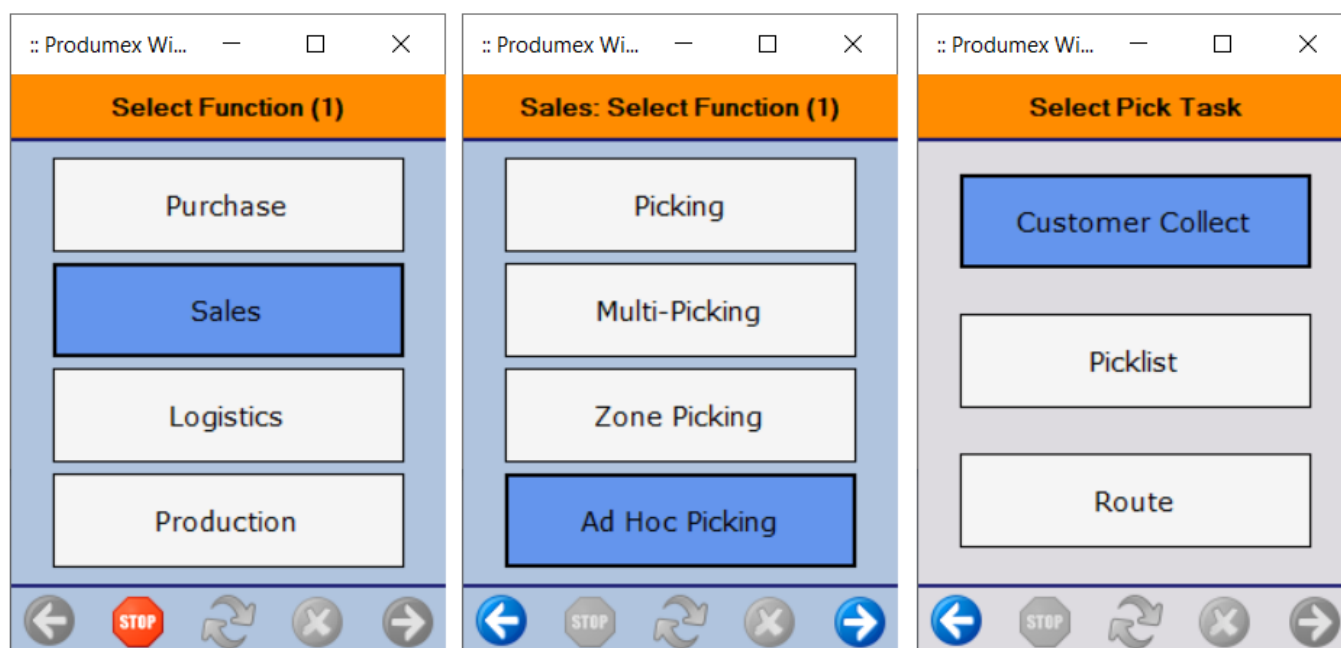 :: Produmex Wi...
Select Function (1)
Purchase
Sales
Logistics
Production
STOP
:: Produmex Wi...
Sales: Select Function (1)
Picking
Multi-Picking
Zone Picking
Ad Hoc Picking
STOP
:: Produmex Wi...
Select Pick Task
Customer Collect
Picklist
Route
STOP